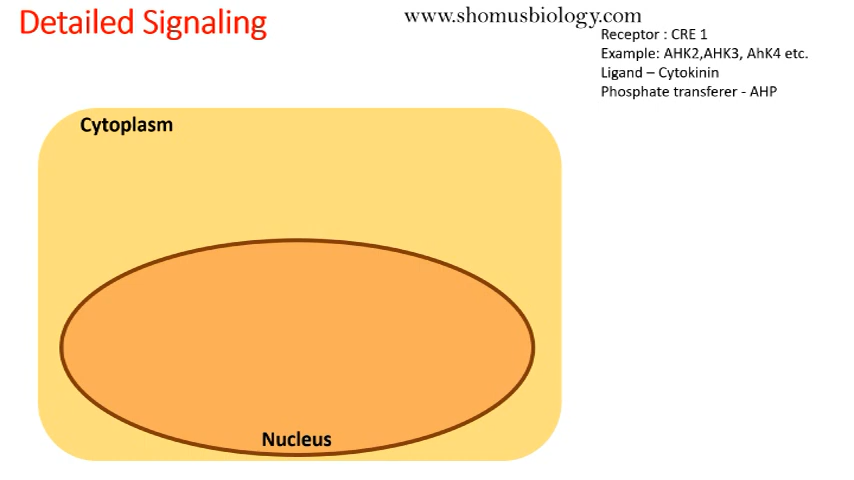 Detailed Signaling
www.shomusbiology.com
Receptor : CRE 1
Example: AHK2,AHK3, AhK4 etc.
Ligand – Cytokinin
Phosphate transferer - AHP
Cytoplasm
Nucleus